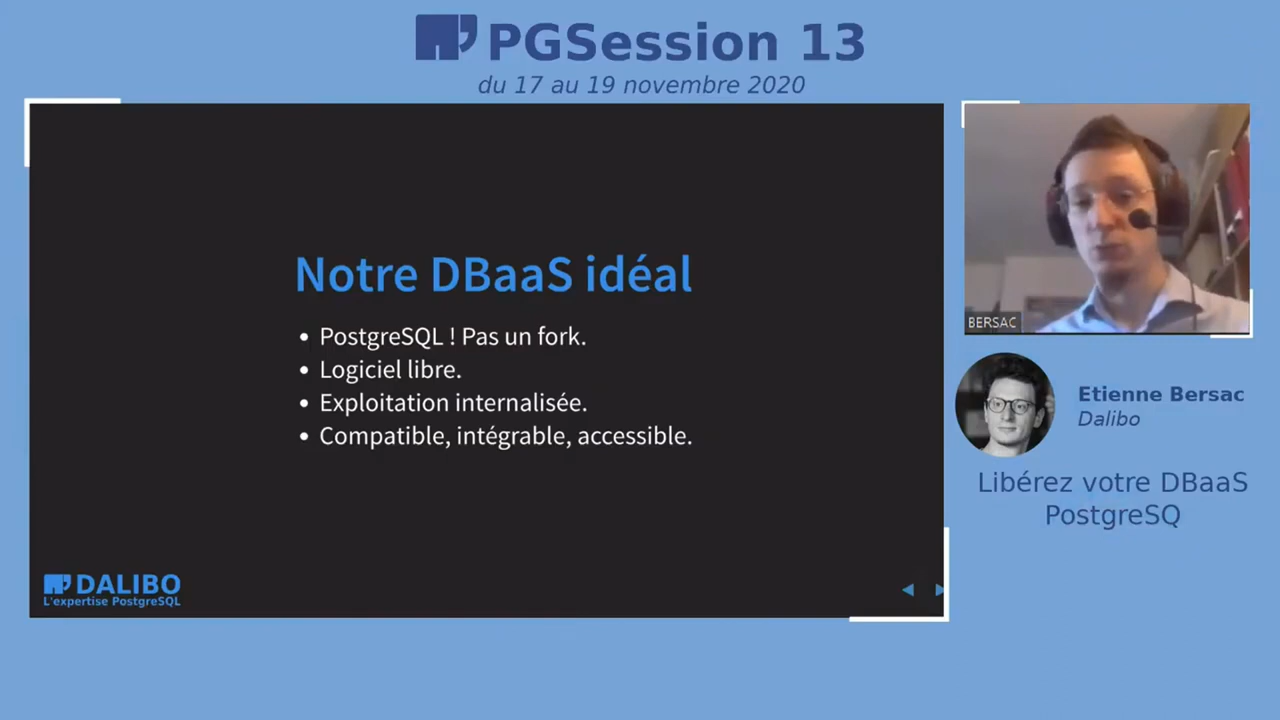 PGSession 13
du 17 au 19 novembre 2020
Notre DBaaS idéal
• PostgreSQL ! Pas un fork.
• Logiciel libre.
• Exploitation internalisée.
• Compatible, intégrable, accessible.
DALIBO
L'expertise PostgreSQL
BERSAC
Etienne Bersac
Dalibo
Libérez votre DBaaS
PostgreSQ